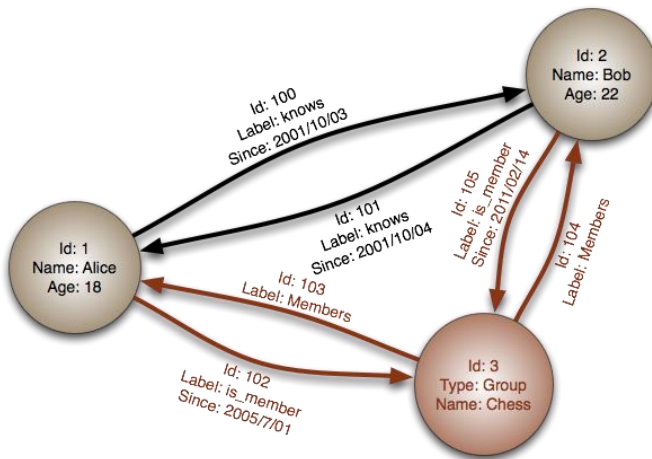 Id: 2
Name: Bob
Age: 22
Id: 100
Label: knows
Since: 2001/10/03
Id: 101
Label: knows
Since: 2001/10/04
Id: 105
Label: is_member
Since: 2011/02/14
Id: 104
Label: Members
Id: 1
Name: Alice
Age: 18
Id: 103
Label: Members
Id: 102
Label: is_member
Since: 2005/7/01
Id: 3
Type: Group
Name: Chess